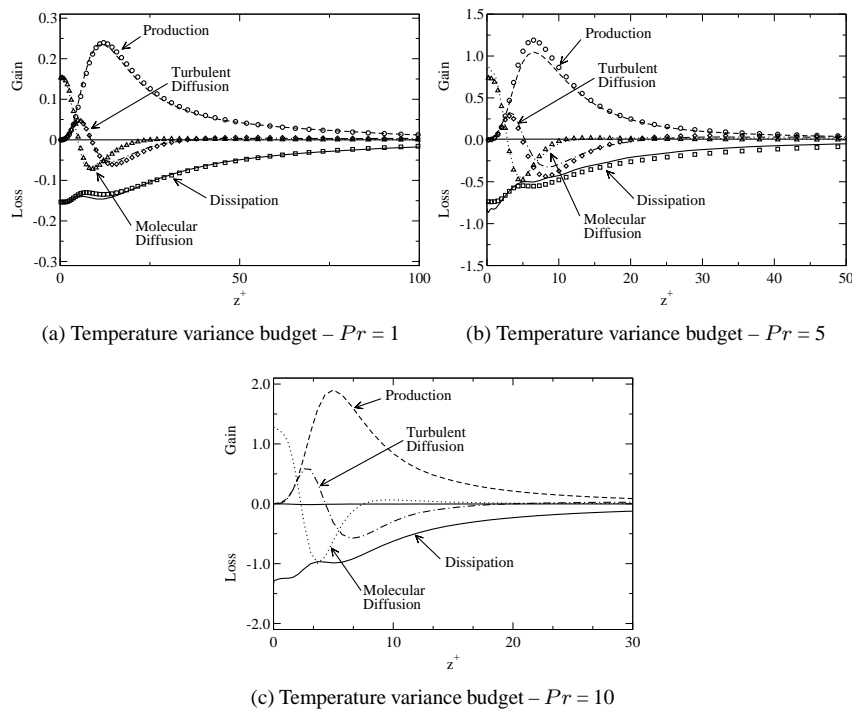 0.3
0.2
0.1
0
-0.1
-0.2
-0.3
Gain
Loss
Production
Turbulent
Diffusion
Dissipation
Molecular
Diffusion
0
25
50
75
100
z+
(a) Temperature variance budget – Pr = 1
1.5
1.0
0.5
0.0
-0.5
-1.0
-1.5
Gain
Loss
Production
Turbulent
Diffusion
Dissipation
Molecular
Diffusion
0
10
20
30
40
50
z+
(b) Temperature variance budget – Pr = 5
2.0
1.0
0.0
-1.0
-2.0
Gain
Loss
Production
Turbulent
Diffusion
Dissipation
Molecular
Diffusion
0
10
20
30
z+
(c) Temperature variance budget – Pr = 10